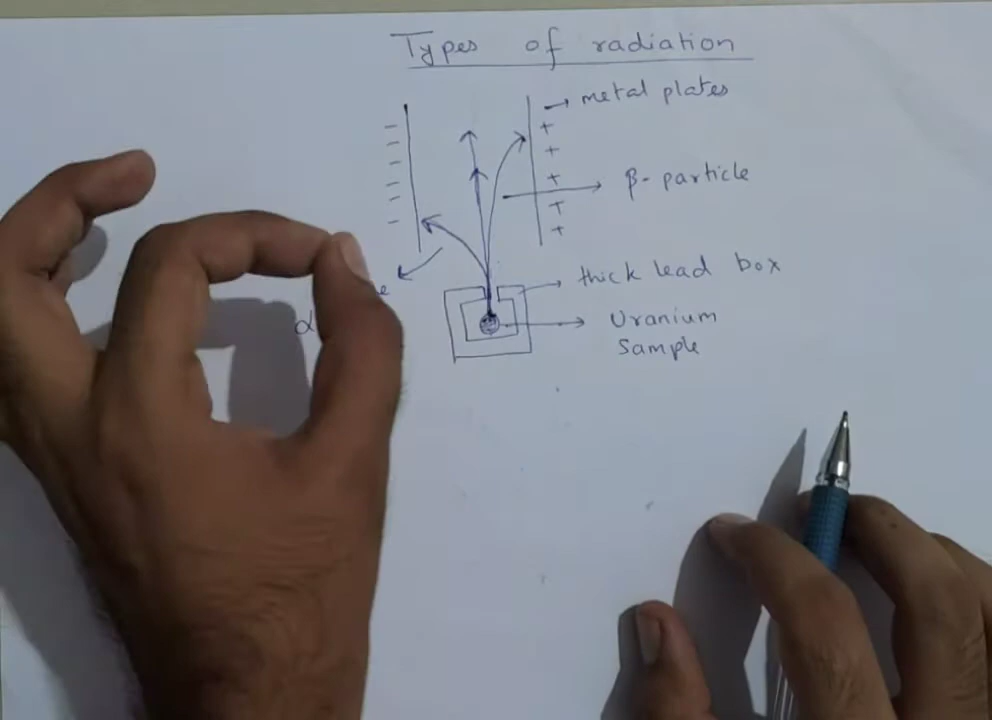 Types of radiation
→ metal plates
− +
− +
− +
− +
− +
−
β- particle
thick lead box
α
Uranium
Sample